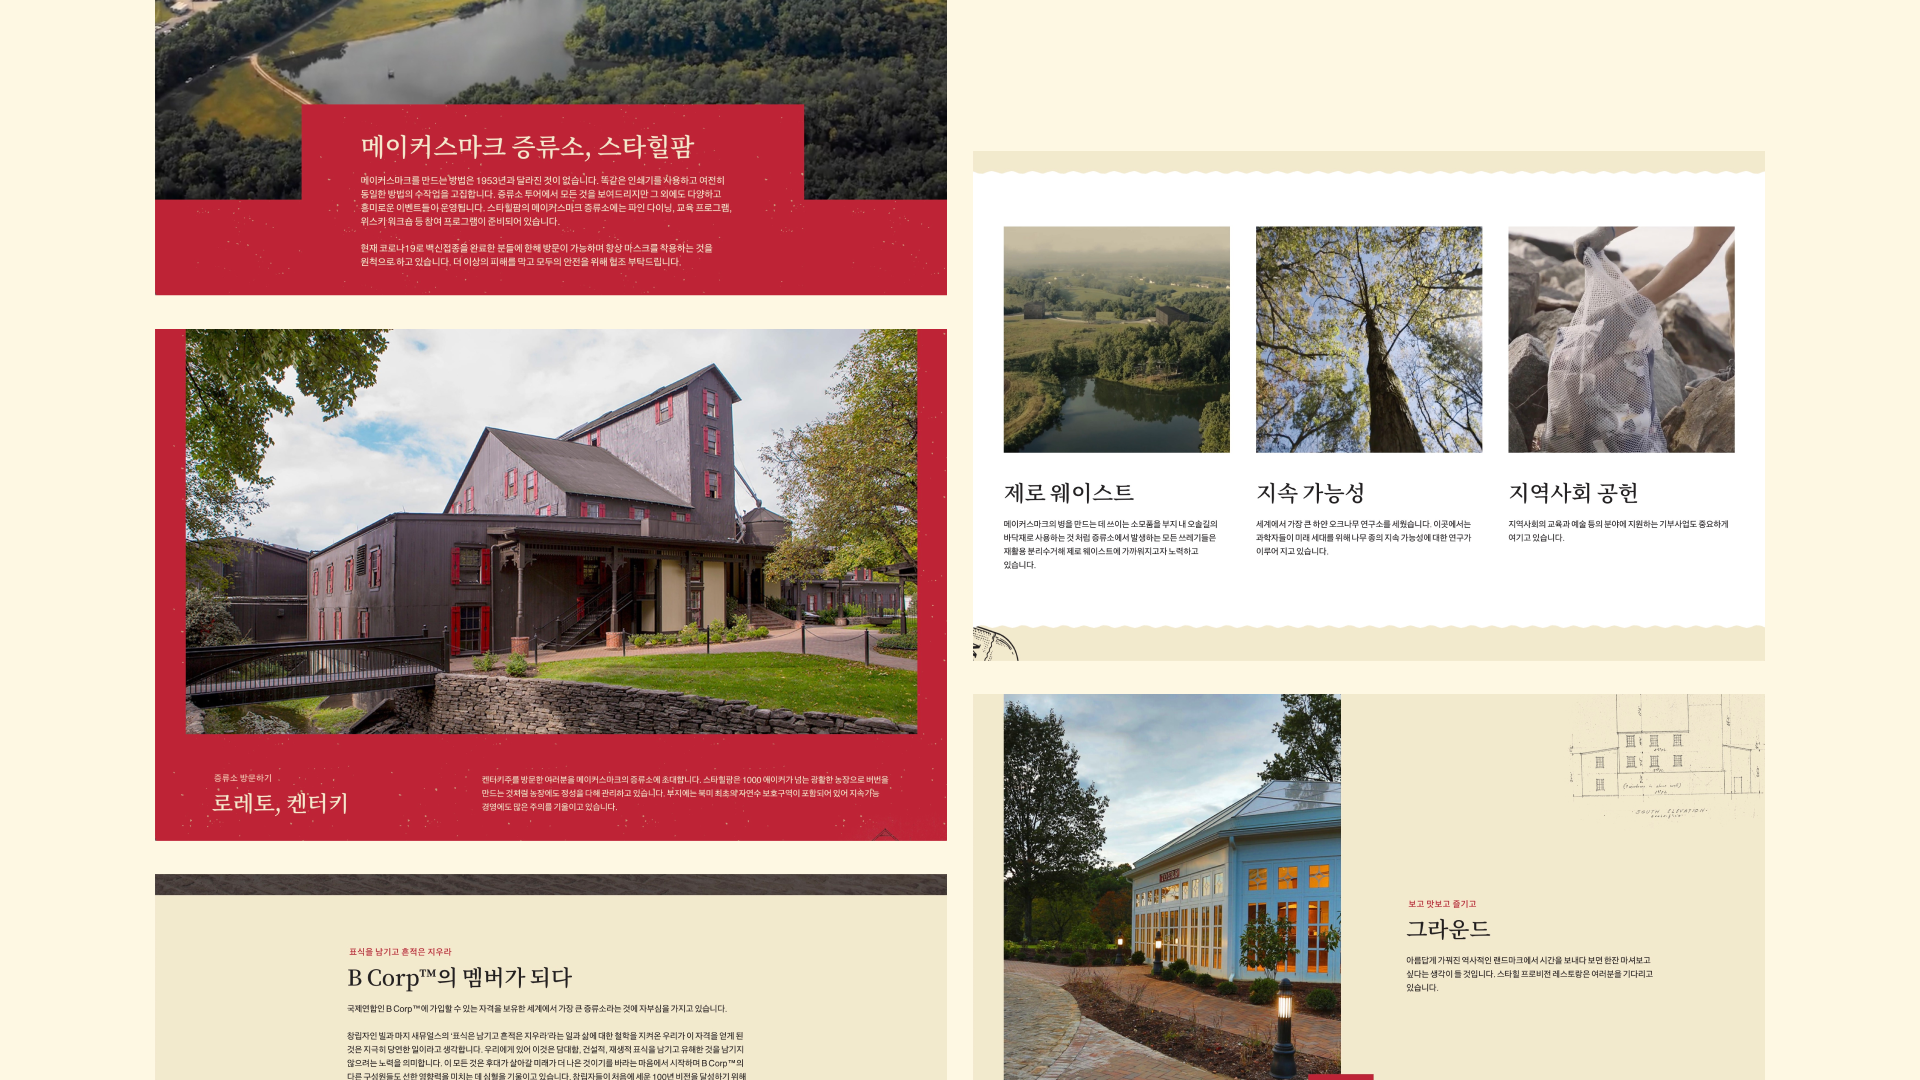 메이커스마크 증류소, 스타힐팜
메이커스마크를 만드는 방법은 1953년과 달라진 것이 없습니다. 똑같은 인쇄기를 사용하고 여전히
동일한 방법의 수작업을 고집합니다. 증류소 투어에서 모든 것을 보여드리지만 그 외에도 다양하고
흥미로운 이벤트들이 운영됩니다. 스타힐팜의 메이커스마크 증류소에는 파인 다이닝, 교육 프로그램,
위스키 워크숍 등 참여 프로그램이 준비되어 있습니다.
현재 코로나19로 백신접종을 완료한 분들에 한해 방문이 가능하며 항상 마스크를 착용하는 것을
원칙으로 하고 있습니다. 더 이상의 피해를 막고 모두의 안전을 위해 협조 부탁드립니다.
증류소 방문하기
로레토, 켄터키
켄터키주를 방문한 여러분을 메이커스마크의 증류소에 초대합니다. 스타힐팜은 1000 에이커가 넘는 광활한 농장으로 버번을
만드는 것처럼 농장에도 정성을 다해 관리하고 있습니다. 부지에는 북미 최초의 자연수 보호구역이 포함되어 있어 지속가능
경영에도 많은 주의를 기울이고 있습니다.
표식을 남기고 흔적은 지우라
B Corp™의 멤버가 되다
국제연합인 B Corp™에 가입할 수 있는 자격을 보유한 세계에서 가장 큰 증류소라는 것에 자부심을 가지고 있습니다.
창립자인 빌과 마지 새뮤얼스의 '표식은 남기고 흔적은 지우라'라는 일과 삶에 대한 철학을 지켜온 우리가 이 자격을 얻게 된
것은 지극히 당연한 일이라고 생각합니다. 우리에게 있어 이것은 담대함, 건설적, 재생적 표식을 남기고 유해한 것을 남기지
않으려는 노력을 의미합니다. 이 모든 것은 후대가 살아갈 미래가 더 나은 것이기를 바라는 마음에서 시작하며 B Corp™의
다른 구성원들도 선한 영향력을 미치는 데 심혈을 기울이고 있습니다. 창립자들이 처음에 세운 100년 비전을 달성하기 위해
제로 웨이스트
메이커스마크의 병을 만드는 데 쓰이는 소모품을 부지 내 오솔길의
바닥재로 사용하는 것 처럼 증류소에서 발생하는 모든 쓰레기들은
재활용 분리수거해 제로 웨이스트에 가까워지고자 노력하고
있습니다.
지속 가능성
세계에서 가장 큰 하얀 오크나무 연구소를 세웠습니다. 이곳에서는
과학자들이 미래 세대를 위해 나무 종의 지속 가능성에 대한 연구가
이루어 지고 있습니다.
지역사회 공헌
지역사회의 교육과 예술 등의 분야에 지원하는 기부사업도 중요하게
여기고 있습니다.
SOUTH ELEVATION
보고 맛보고 즐기고
그라운드
아름답게 가꿔진 역사적인 랜드마크에서 시간을 보내다 보면 한잔 마셔보고
싶다는 생각이 들 것입니다. 스타힐 프로비전 레스토랑은 여러분을 기다리고
있습니다.